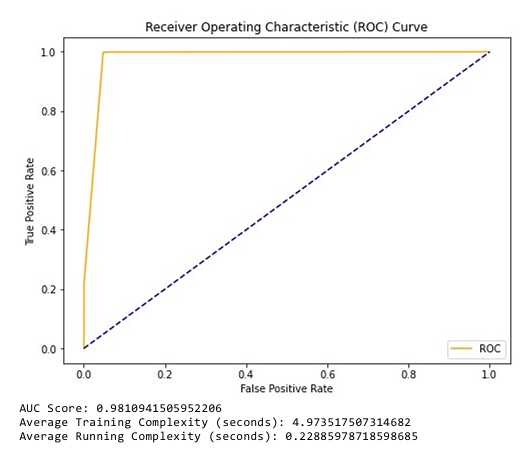 Receiver Operating Characteristic (ROC) Curve
1.0
0.8
0.6
0.4
0.2
0.0
True Positive Rate
0.0 0.2 0.4 0.6 0.8 1.0
False Positive Rate
ROC
AUC Score: 0.9810941505952206
Average Training Complexity (seconds): 4.973517507314682
Average Running Complexity (seconds): 0.22885978718598685